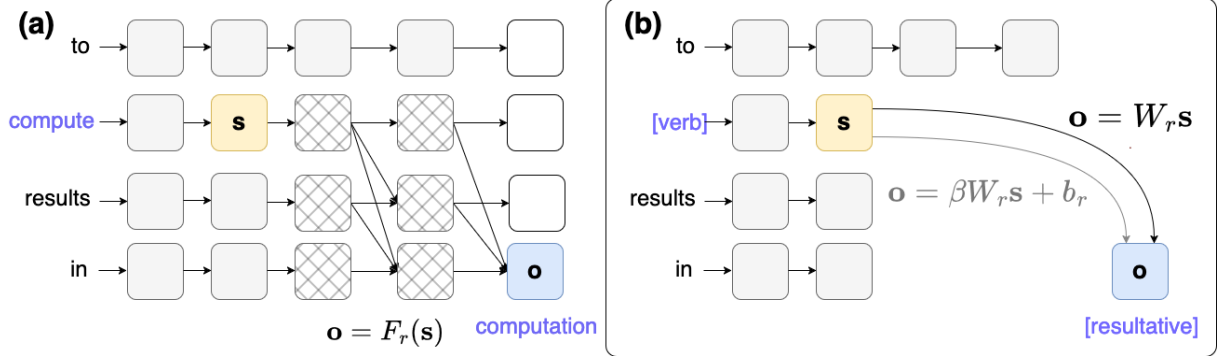 (a)
to
compute
s
results
in
o
o = F_r(s)
computation
(b)
to
[verb]
s
o = W_r s
results
o = βW_r s + b_r
in
o
[resultative]